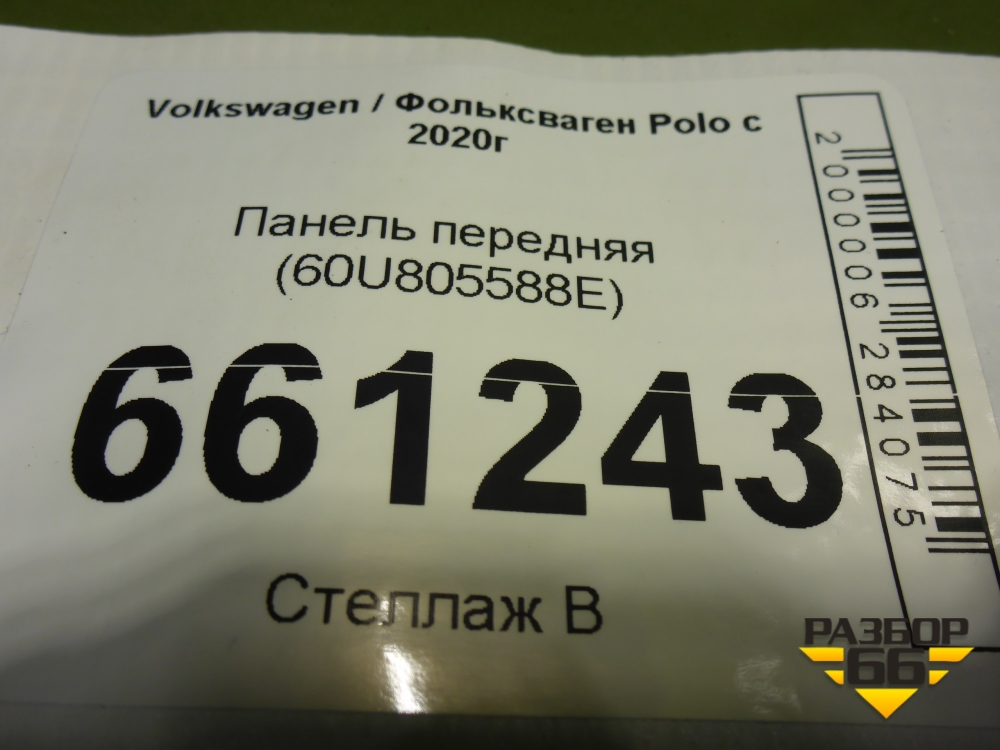 Volkswagen / Фольксваген Polo с
2020г
Панель передняя
(60U805588E)
661243
Стеллаж В
2000006284075
РАЗБОР
66